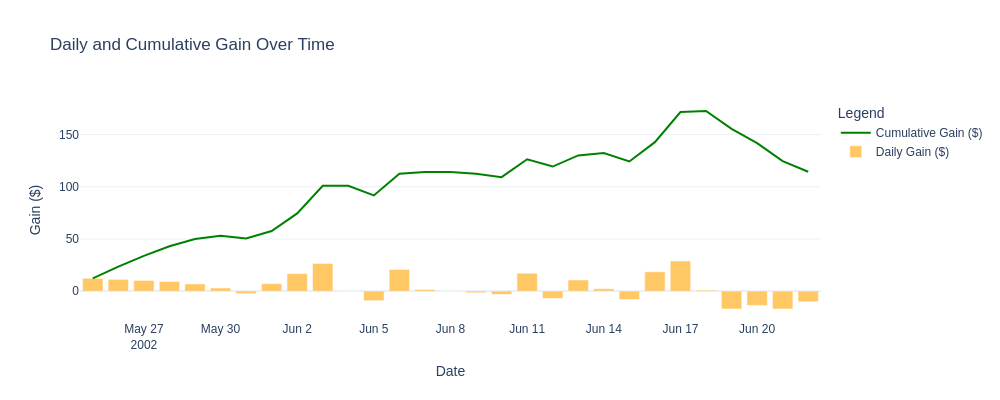 Daily and Cumulative Gain Over Time
Legend
Cumulative Gain ($)
Daily Gain ($)
Gain ($)
150
100
50
0
May 27
2002
May 30
Jun 2
Jun 5
Jun 8
Jun 11
Jun 14
Jun 17
Jun 20
Date